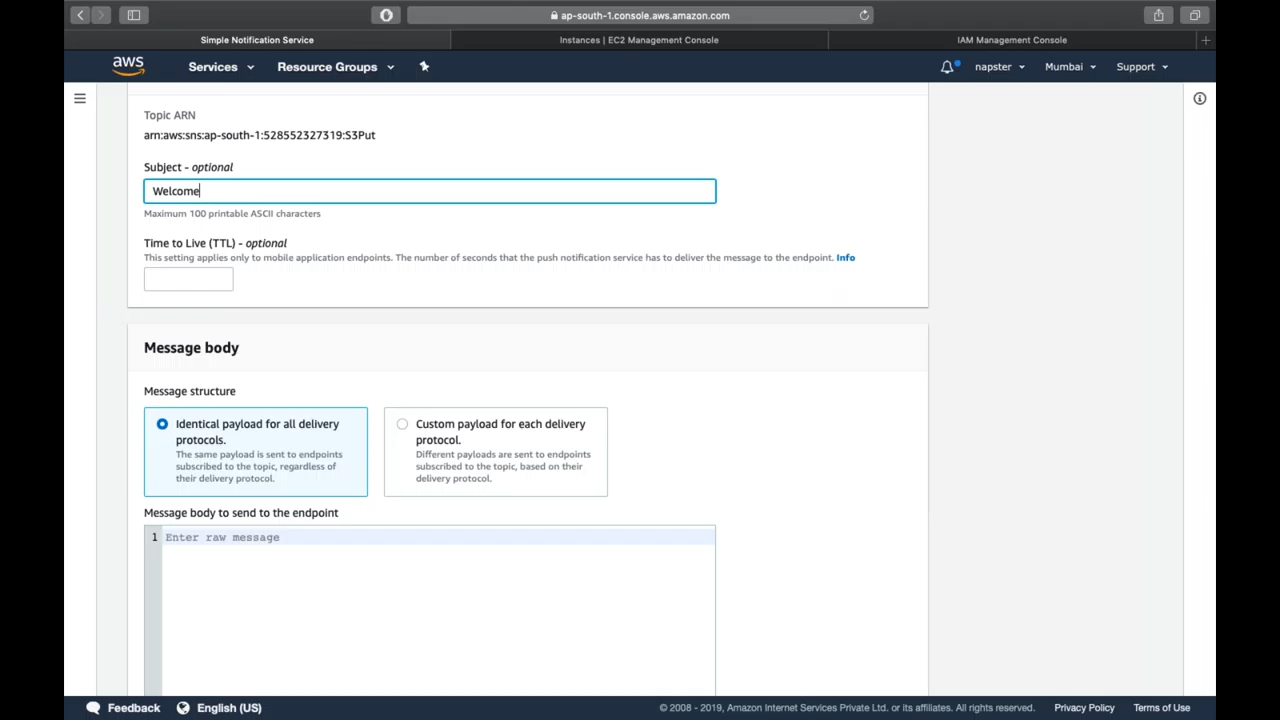 ap-south-1.console.aws.amazon.com
Simple Notification Service
Instances | EC2 Management Console
IAM Management Console
aws
Services
Resource Groups
napster
Mumbai
Support
Topic ARN
arn:aws:sns:ap-south-1:528552327319:S3Put
Subject - optional
Welcome
Maximum 100 printable ASCII characters
Time to Live (TTL) - optional
This setting applies only to mobile application endpoints. The number of seconds that the push notification service has to deliver the message to the endpoint. Info
Message body
Message structure
Identical payload for all delivery
protocols.
The same payload is sent to endpoints
subscribed to the topic, regardless of
their delivery protocol.
Custom payload for each delivery
protocol.
Different payloads are sent to endpoints
subscribed to the topic, based on their
delivery protocol.
Message body to send to the endpoint
1 Enter raw message
Feedback
English (US)
© 2008 - 2019, Amazon Internet Services Private Ltd. or its affiliates. All rights reserved.
Privacy Policy
Terms of Use